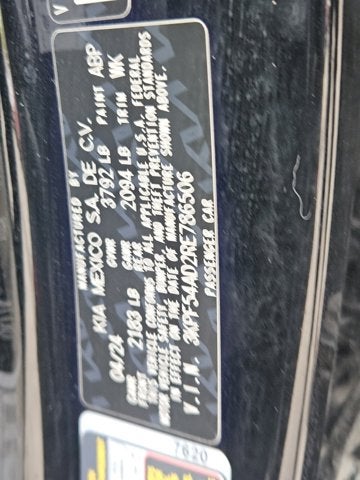 MANUFACTURED BY
KIA MEXICO S.A. DE C.V.
04/24 GVWR 3792 LB PAINT ABP
GAWR FRONT 2183 LB GAWR REAR 2094 LB TRIM WK
THIS VEHICLE CONFORMS TO ALL APPLICABLE U.S.A. FEDERAL
MOTOR VEHICLE SAFETY, BUMPER, AND THEFT PREVENTION STANDARDS
IN EFFECT ON THE DATE OF MANUFACTURE SHOWN ABOVE.
V.I.N. 3KPF54AD2RE786506
PASSENGER CAR
7620
V